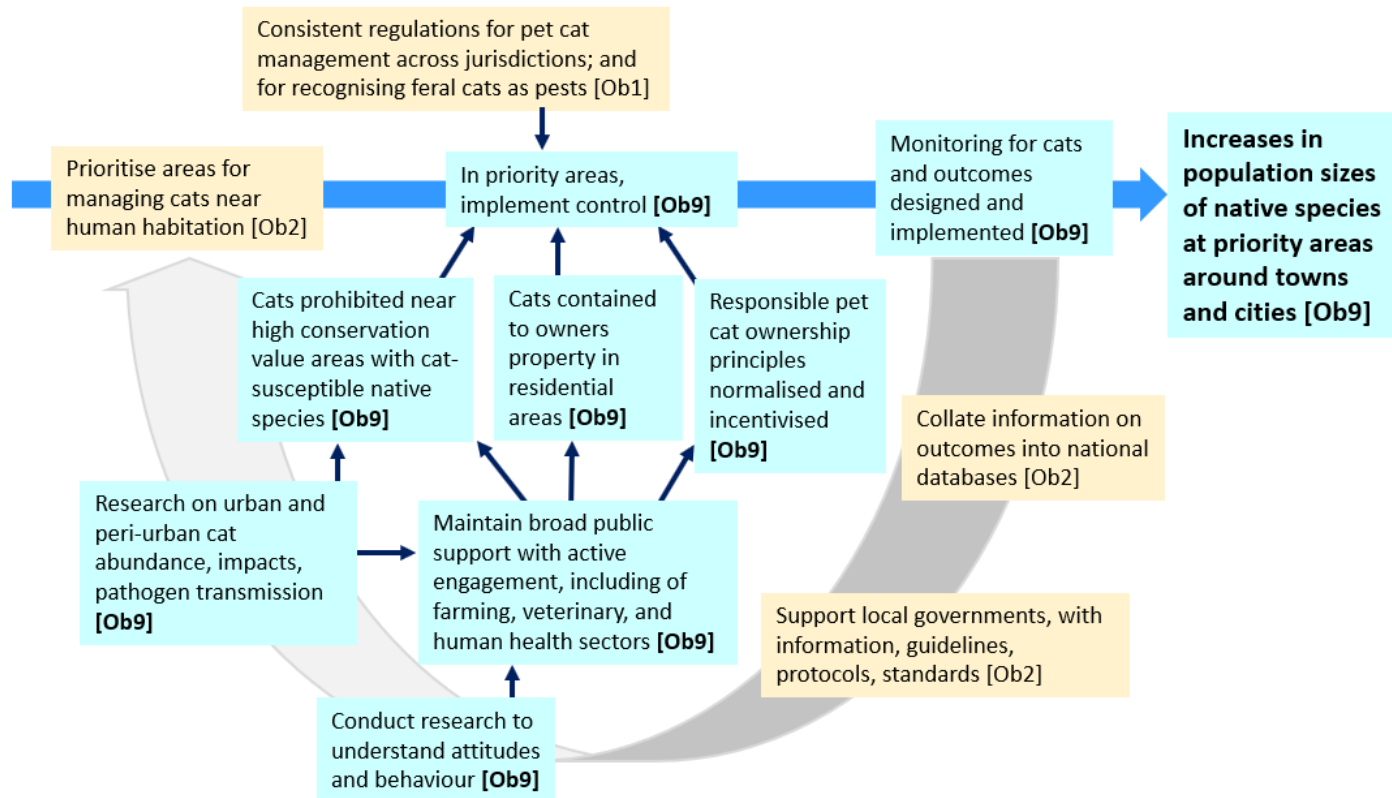 Consistent regulations for pet cat
management across jurisdictions; and
for recognising feral cats as pests [Ob1]
Prioritise areas for
managing cats near
human habitation [Ob2]
In priority areas,
implement control [Ob9]
Monitoring for cats
and outcomes
designed and
implemented [Ob9]
Increases in
population sizes
of native species
at priority areas
around towns
and cities [Ob9]
Cats prohibited near
high conservation
value areas with cat-
susceptible native
species [Ob9]
Cats contained to
owners property in
residential
areas [Ob9]
Responsible pet
cat ownership
principles
normalised and
incentivised
[Ob9]
Collate information on
outcomes into national
databases [Ob2]
Research on urban and
peri-urban cat
abundance, impacts,
pathogen transmission
[Ob9]
Maintain broad public
support with active
engagement, including of
farming, veterinary, and
human health sectors [Ob9]
Support local governments, with
information, guidelines,
protocols, standards [Ob2]
Conduct research to
understand attitudes
and behaviour [Ob9]